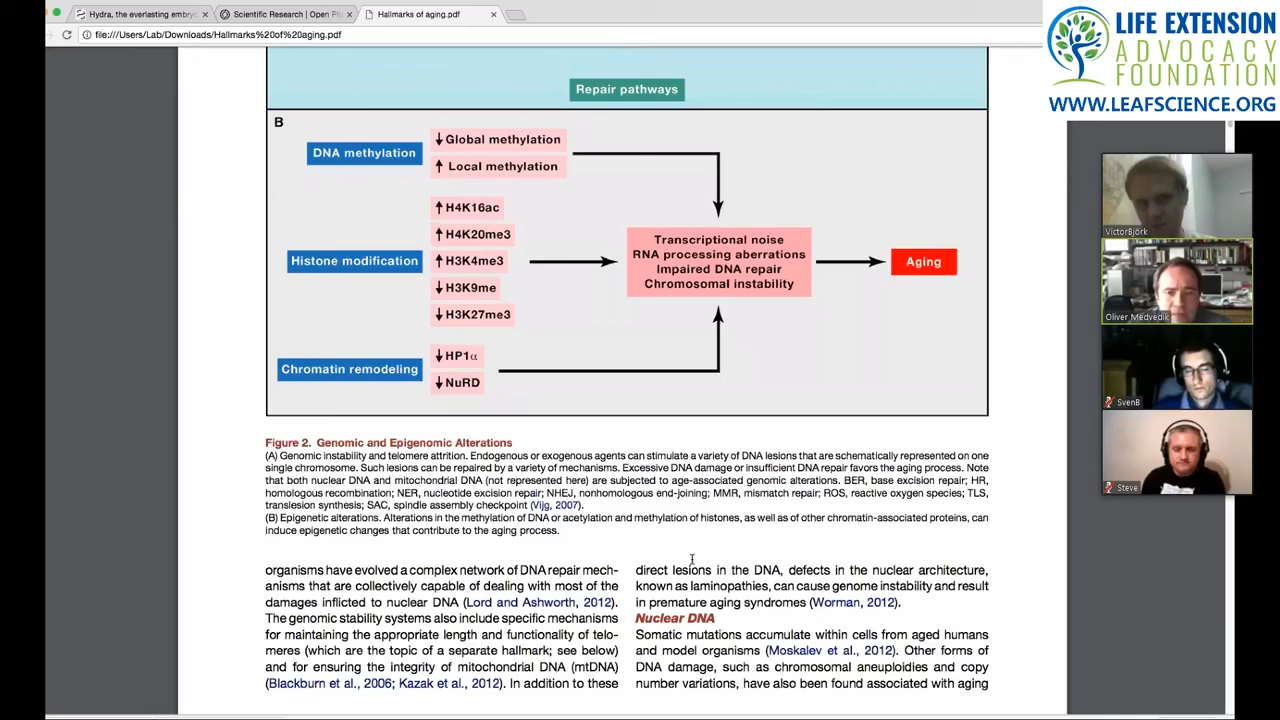 Hydra, the everlasting embryo
Scientific Research | Open
Hallmarks of aging.pdf
file:///Users/Lab/Downloads/Hallmarks%20of%20aging.pdf
LIFE EXTENSION
ADVOCACY
FOUNDATION
WWW.LEAFSCIENCE.ORG
Repair pathways
B
DNA methylation
↓ Global methylation
↑ Local methylation
Histone modification
↑ H4K16ac
↑ H4K20me3
↑ H3K4me3
↓ H3K9me
↓ H3K27me3
Chromatin remodeling
↓ HP1α
↓ NuRD
Transcriptional noise
RNA processing aberrations
Impaired DNA repair
Chromosomal instability
Aging
VictorBjörk
Oliver Medvedik
SvenB
Steve
Figure 2. Genomic and Epigenomic Alterations
(A) Genomic instability and telomere attrition. Endogenous or exogenous agents can stimulate a variety of DNA lesions that are schematically represented on one
single chromosome. Such lesions can be repaired by a variety of mechanisms. Excessive DNA damage or insufficient DNA repair favors the aging process. Note
that both nuclear DNA and mitochondrial DNA (not represented here) are subjected to age-associated genomic alterations. BER, base excision repair; HR,
homologous recombination; NER, nucleotide excision repair; NHEJ, nonhomologous end-joining; MMR, mismatch repair; ROS, reactive oxygen species; TLS,
translesion synthesis; SAC, spindle assembly checkpoint (Vijg, 2007).
(B) Epigenetic alterations. Alterations in the methylation of DNA or acetylation and methylation of histones, as well as of other chromatin-associated proteins, can
induce epigenetic changes that contribute to the aging process.
organisms have evolved a complex network of DNA repair mech-
anisms that are collectively capable of dealing with most of the
damages inflicted to nuclear DNA (Lord and Ashworth, 2012).
The genomic stability systems also include specific mechanisms
for maintaining the appropriate length and functionality of telo-
meres (which are the topic of a separate hallmark; see below)
and for ensuring the integrity of mitochondrial DNA (mtDNA)
(Blackburn et al., 2006; Kazak et al., 2012). In addition to these
direct lesions in the DNA, defects in the nuclear architecture,
known as laminopathies, can cause genome instability and result
in premature aging syndromes (Worman, 2012).
Nuclear DNA
Somatic mutations accumulate within cells from aged humans
and model organisms (Moskalev et al., 2012). Other forms of
DNA damage, such as chromosomal aneuploidies and copy
number variations, have also been found associated with aging